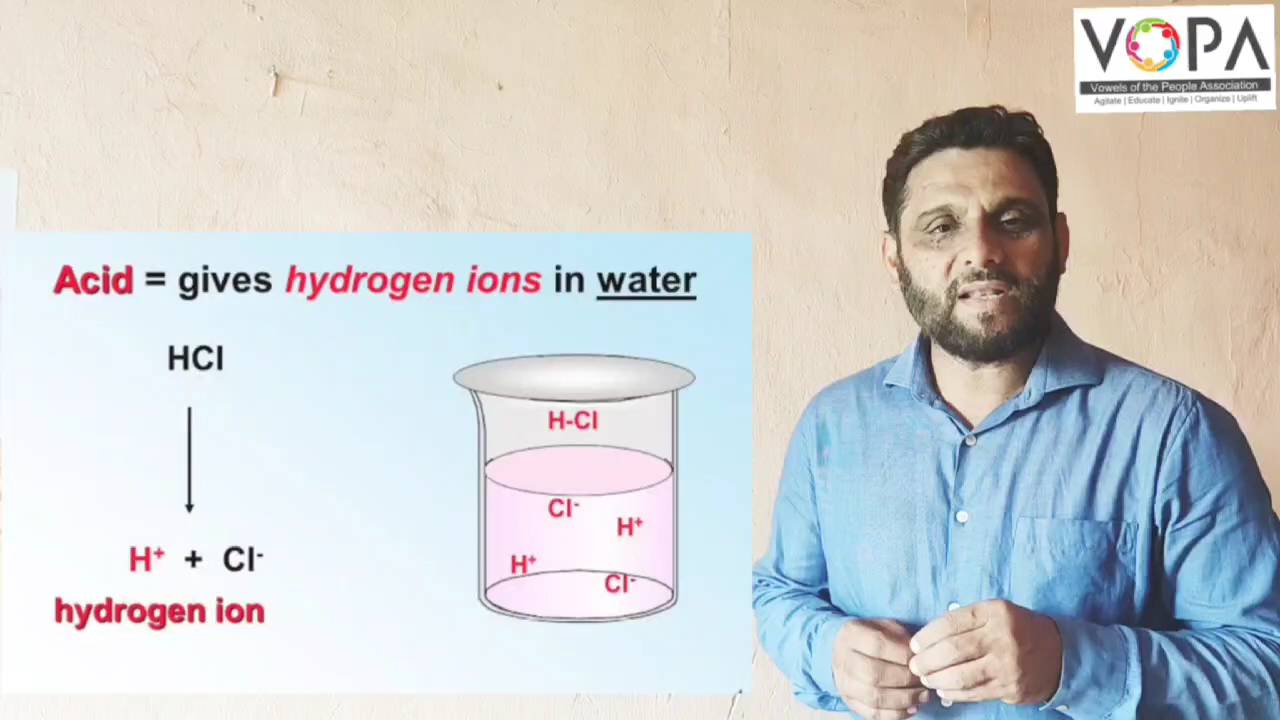 VOPA
Vowels of the People Association
Agitate | Educate | Ignite | Organize | Uplift
Acid = gives hydrogen ions in water
HCl
H-Cl
Cl⁻
H⁺
H⁺
Cl⁻
H⁺ + Cl⁻
hydrogen ion